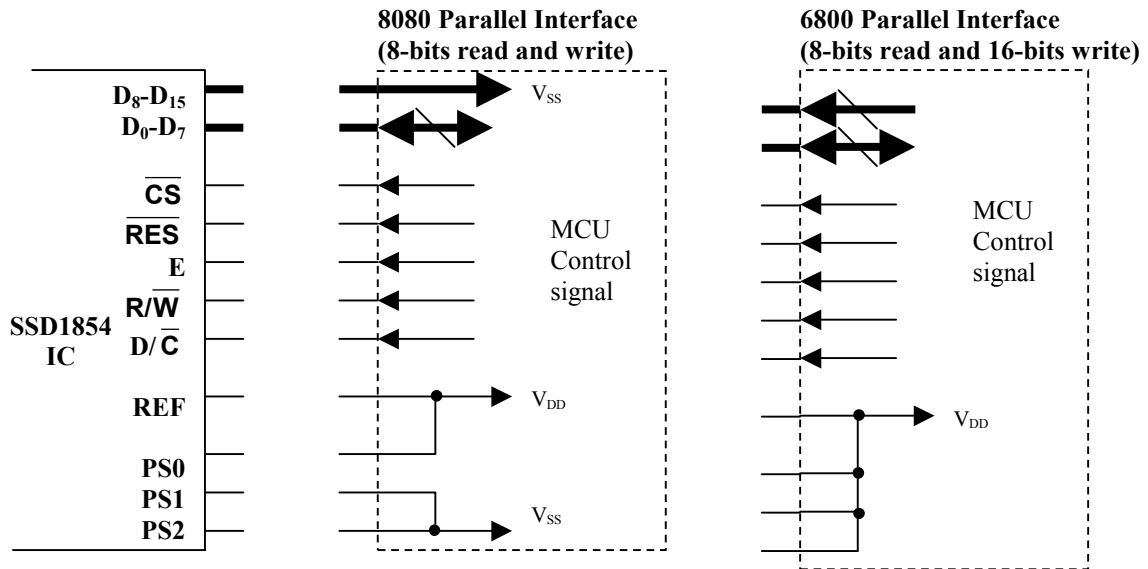 8080 Parallel Interface
(8-bits read and write)
6800 Parallel Interface
(8-bits read and 16-bits write)
D8-D15
D0-D7
C̅S̅
R̅E̅S̅
E
R/W̅
D/C̅
SSD1854
IC
REF
PS0
PS1
PS2
VSS
MCU
Control
signal
VDD
VSS
MCU
Control
signal
VDD